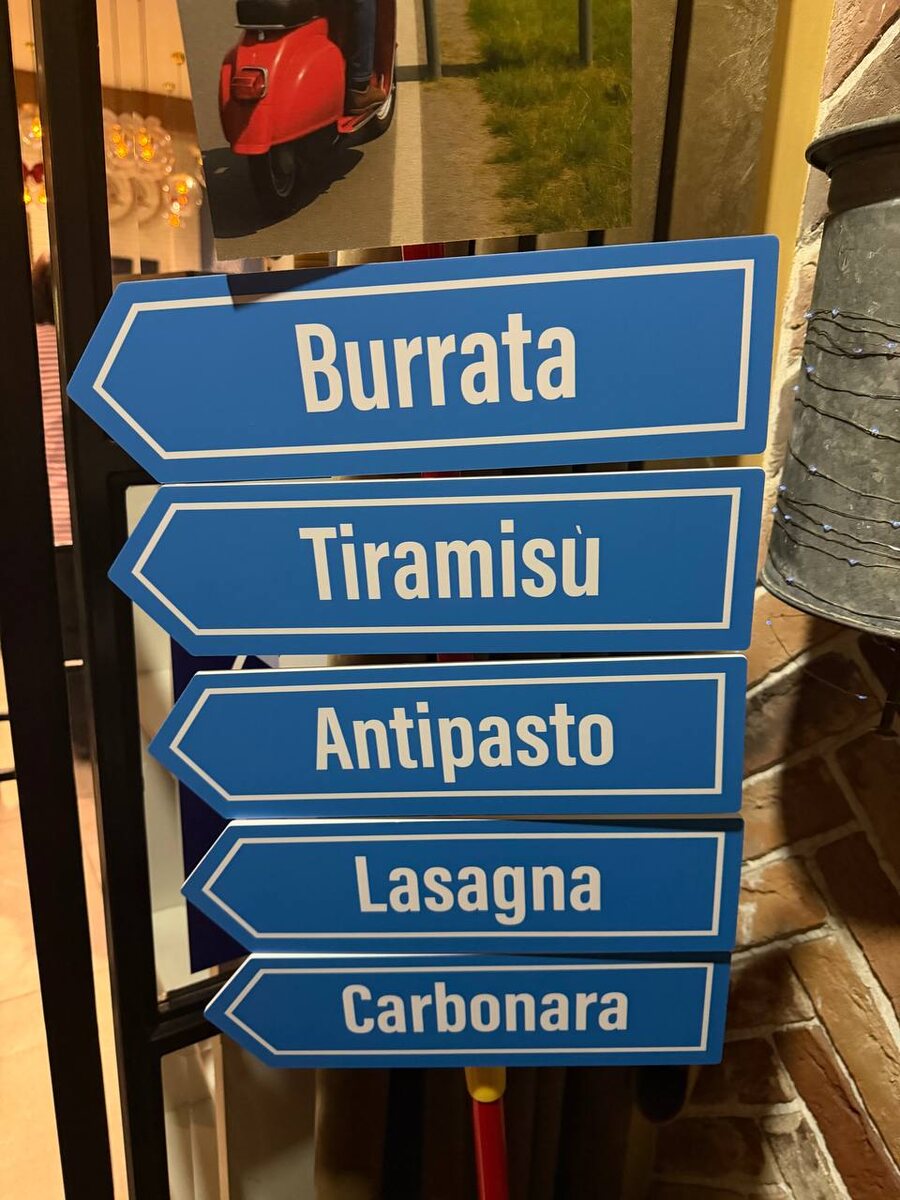 Burrata
Tiramisù
Antipasto
Lasagna
Carbonara